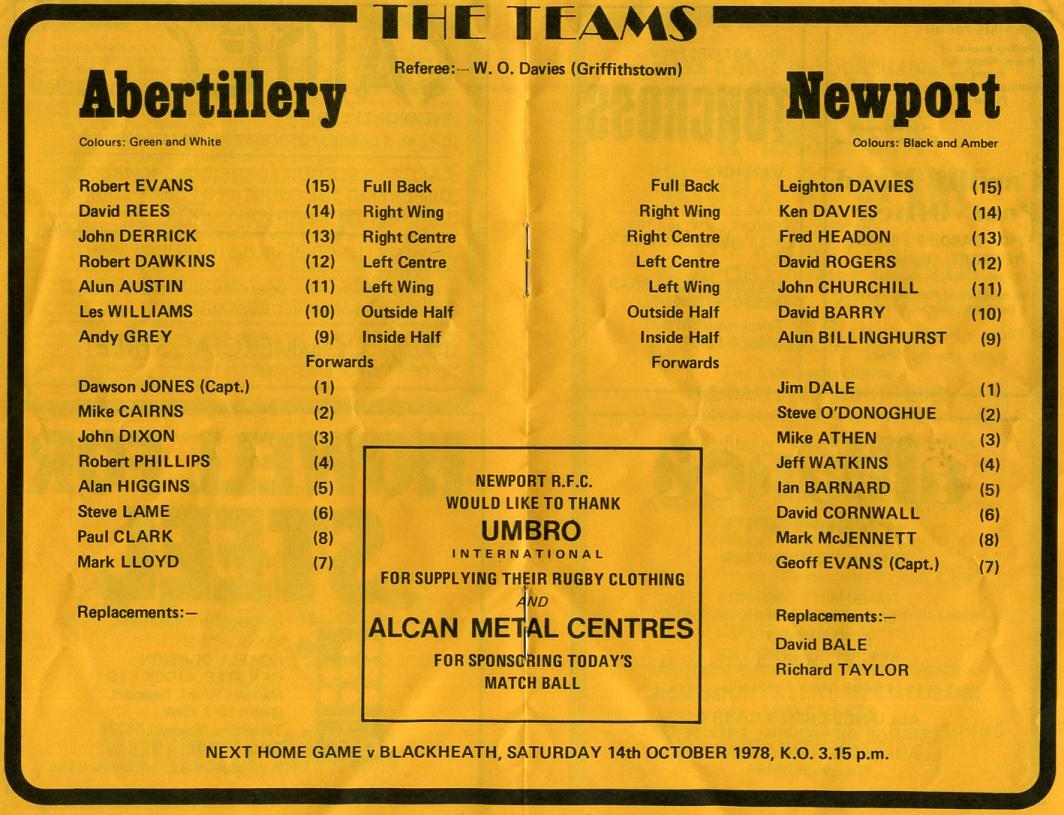 THE TEAMS
Referee:— W. O. Davies (Griffithstown)
Abertillery
Colours: Green and White
Robert EVANS (15) Full Back
David REES (14) Right Wing
John DERRICK (13) Right Centre
Robert DAWKINS (12) Left Centre
Alun AUSTIN (11) Left Wing
Les WILLIAMS (10) Outside Half
Andy GREY (9) Inside Half
Forwards
Dawson JONES (Capt.) (1)
Mike CAIRNS (2)
John DIXON (3)
Robert PHILLIPS (4)
Alan HIGGINS (5)
Steve LAME (6)
Paul CLARK (8)
Mark LLOYD (7)
Replacements:—
Newport
Colours: Black and Amber
Full Back Leighton DAVIES (15)
Right Wing Ken DAVIES (14)
Right Centre Fred HEADON (13)
Left Centre David ROGERS (12)
Left Wing John CHURCHILL (11)
Outside Half David BARRY (10)
Inside Half Alun BILLINGHURST (9)
Forwards
Jim DALE (1)
Steve O'DONOGHUE (2)
Mike ATHEN (3)
Jeff WATKINS (4)
Ian BARNARD (5)
David CORNWALL (6)
Mark McJENNETT (8)
Geoff EVANS (Capt.) (7)
Replacements:—
David BALE
Richard TAYLOR
NEWPORT R.F.C.
WOULD LIKE TO THANK
UMBRO
INTERNATIONAL
FOR SUPPLYING THEIR RUGBY CLOTHING
AND
ALCAN METAL CENTRES
FOR SPONSORING TODAY'S
MATCH BALL
NEXT HOME GAME v BLACKHEATH, SATURDAY 14th OCTOBER 1978, K.O. 3.15 p.m.